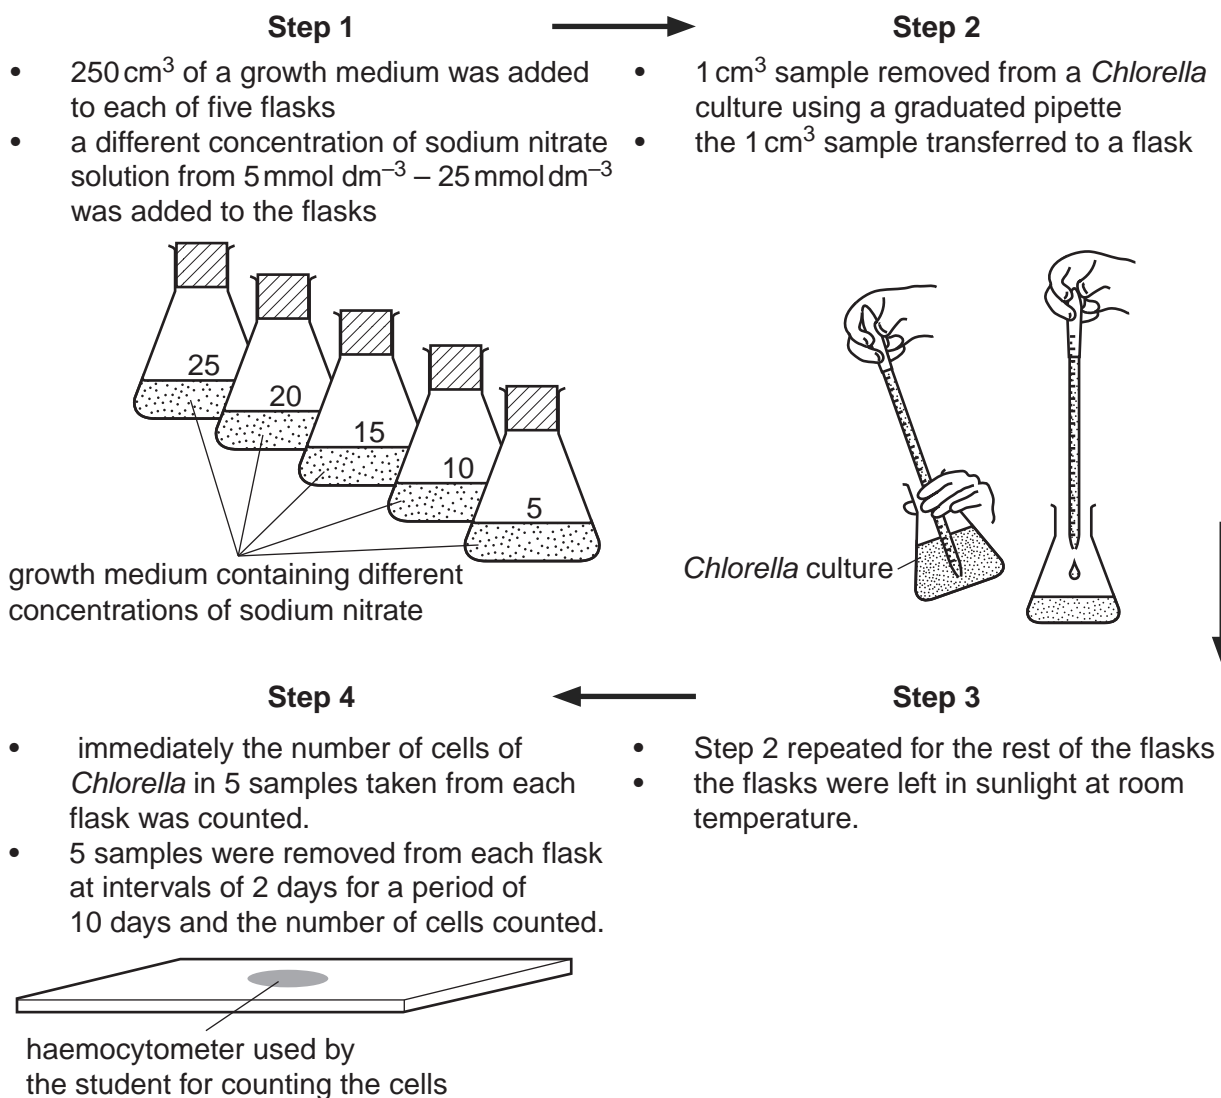 Step 1
• 250 cm³ of a growth medium was added
to each of five flasks
• a different concentration of sodium nitrate
solution from 5 mmol dm⁻³ – 25 mmol dm⁻³
was added to the flasks
25
20
15
10
5
growth medium containing different
concentrations of sodium nitrate
Step 2
• 1 cm³ sample removed from a Chlorella
culture using a graduated pipette
• the 1 cm³ sample transferred to a flask
Chlorella culture
Step 3
• Step 2 repeated for the rest of the flasks
• the flasks were left in sunlight at room
temperature.
Step 4
• immediately the number of cells of
Chlorella in 5 samples taken from each
flask was counted.
• 5 samples were removed from each flask
at intervals of 2 days for a period of
10 days and the number of cells counted.
haemocytometer used by
the student for counting the cells